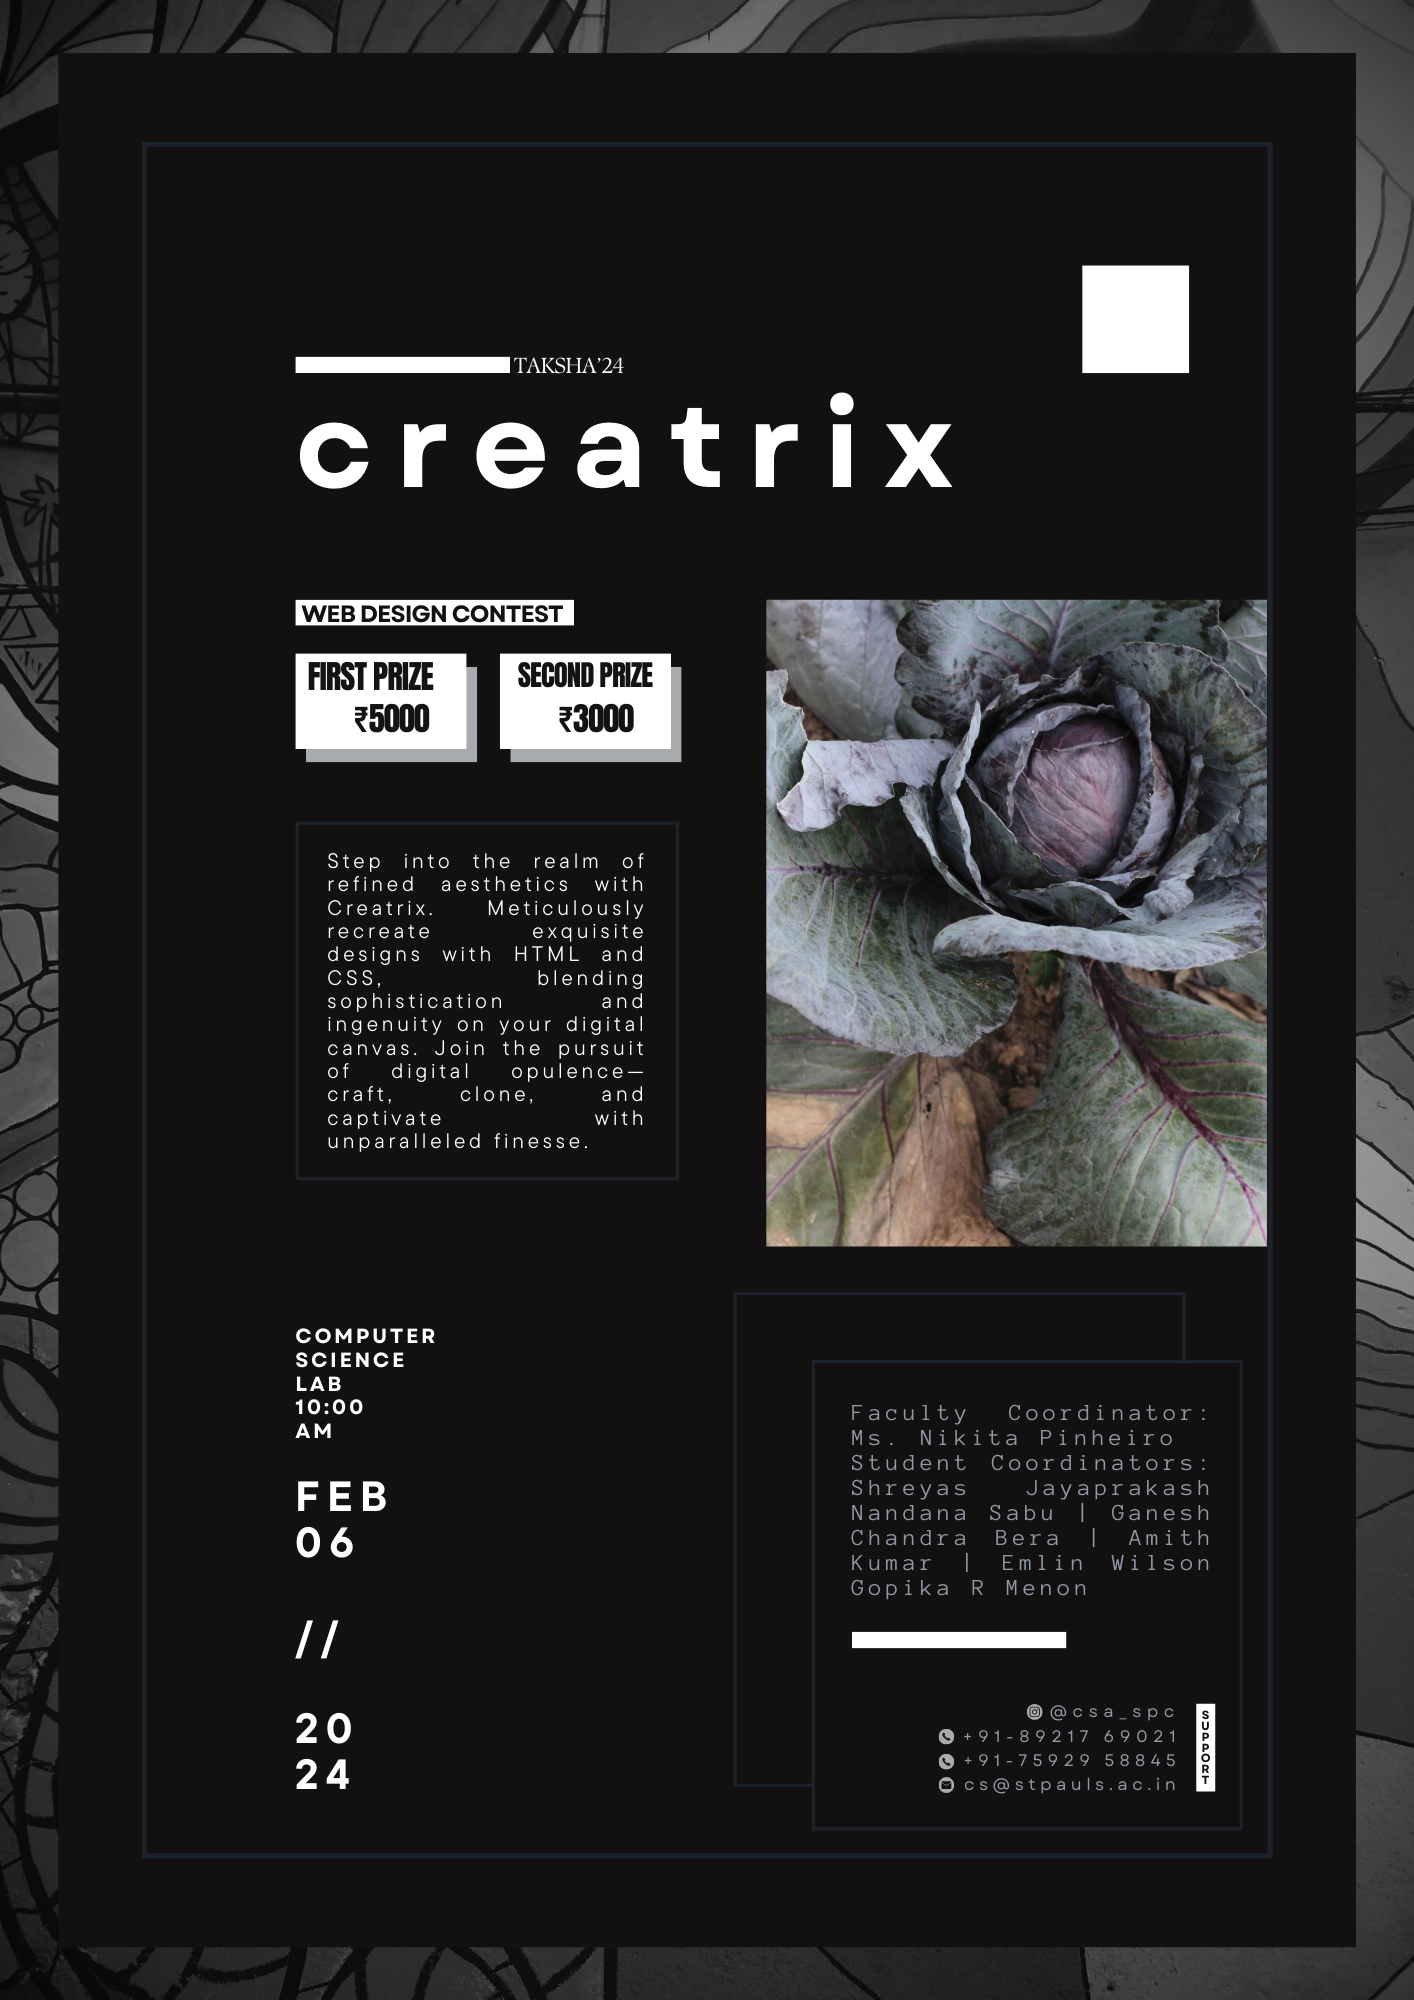 TAKSHA’24
creatrix
WEB DESIGN CONTEST
FIRST PRIZE
₹5000
SECOND PRIZE
₹3000
Step into the realm of
refined aesthetics with
Creatrix. Meticulously
recreate exquisite
designs with HTML and
CSS, blending
sophistication and
ingenuity on your digital
canvas. Join the pursuit
of digital opulence—
craft, clone, and
captivate with
unparalleled finesse.
COMPUTER
SCIENCE
LAB
10:00
AM
FEB
06
//
20
24
Faculty Coordinator:
Ms. Nikita Pinheiro
Student Coordinators:
Shreyas Jayaprakash
Nandana Sabu | Ganesh
Chandra Bera | Amith
Kumar | Emlin Wilson
Gopika R Menon
@csa_spc
+91-89217 69021
+91-75929 58845
cs@stpauls.ac.in
SUPPORT